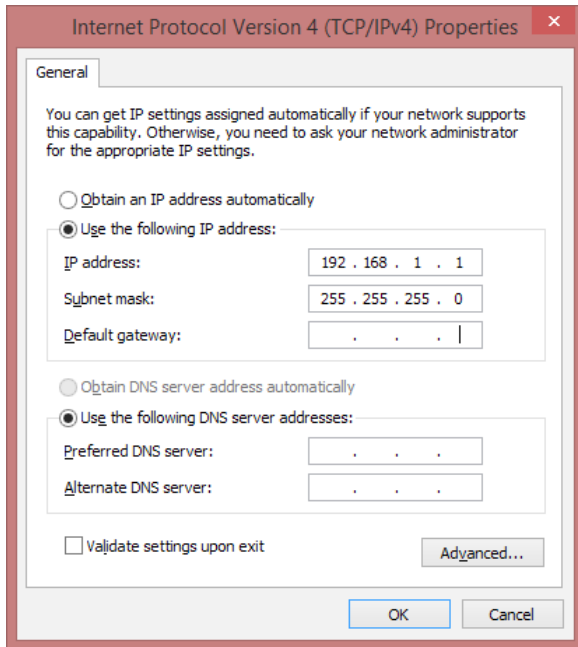 Internet Protocol Version 4 (TCP/IPv4) Properties
General
You can get IP settings assigned automatically if your network supports
this capability. Otherwise, you need to ask your network administrator
for the appropriate IP settings.
Obtain an IP address automatically
Use the following IP address:
IP address: 192 . 168 . 1 . 1
Subnet mask: 255 . 255 . 255 . 0
Default gateway: . . .
Obtain DNS server address automatically
Use the following DNS server addresses:
Preferred DNS server: . . .
Alternate DNS server: . . .
Validate settings upon exit
Advanced...
OK Cancel